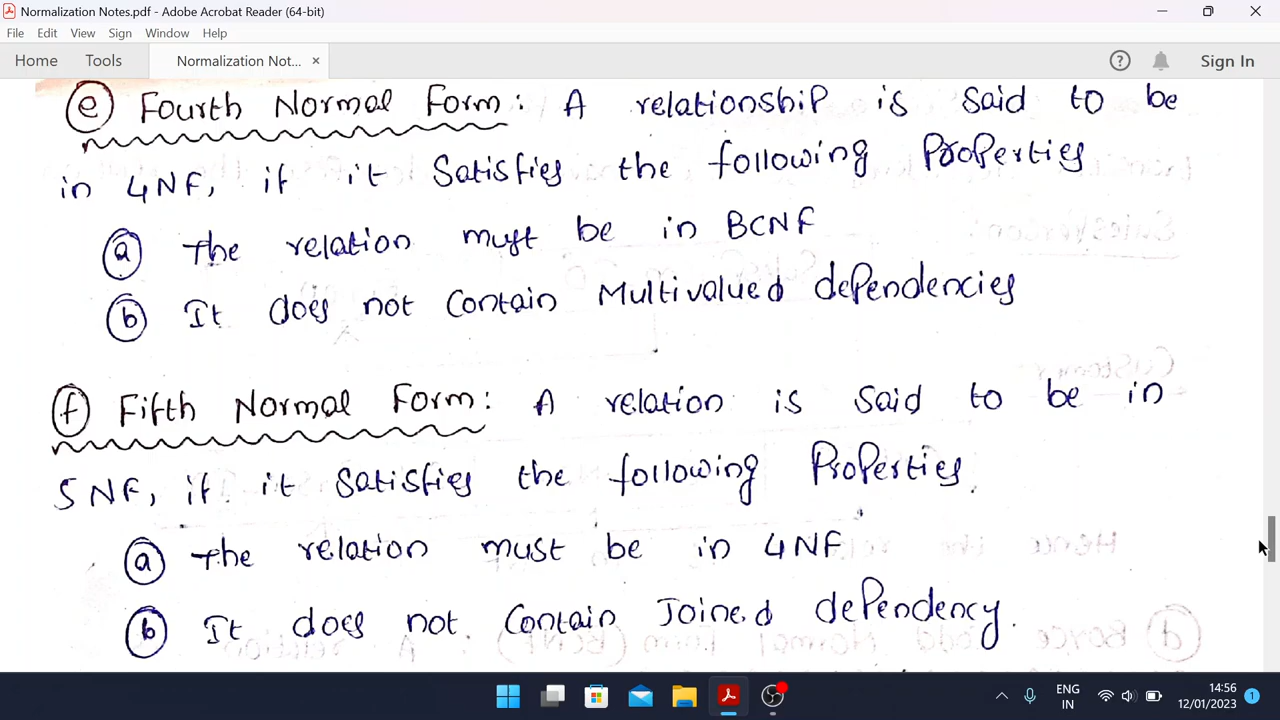 Normalization Notes.pdf - Adobe Acrobat Reader (64-bit)
File Edit View Sign Window Help
Home Tools Normalization Not... × Sign In
(e) Fourth Normal Form: A relationship is said to be
in 4NF, if it satisfies the following Properties
(a) The relation must be in BCNF
(b) It does not contain Multivalued dependencies
(f) Fifth Normal Form: A relation is said to be in
5NF, if it satisfies the following Properties.
(a) The relation must be in 4NF
(b) It does not contain Joined dependency.
ENG 14:56
IN 12/01/2023 1